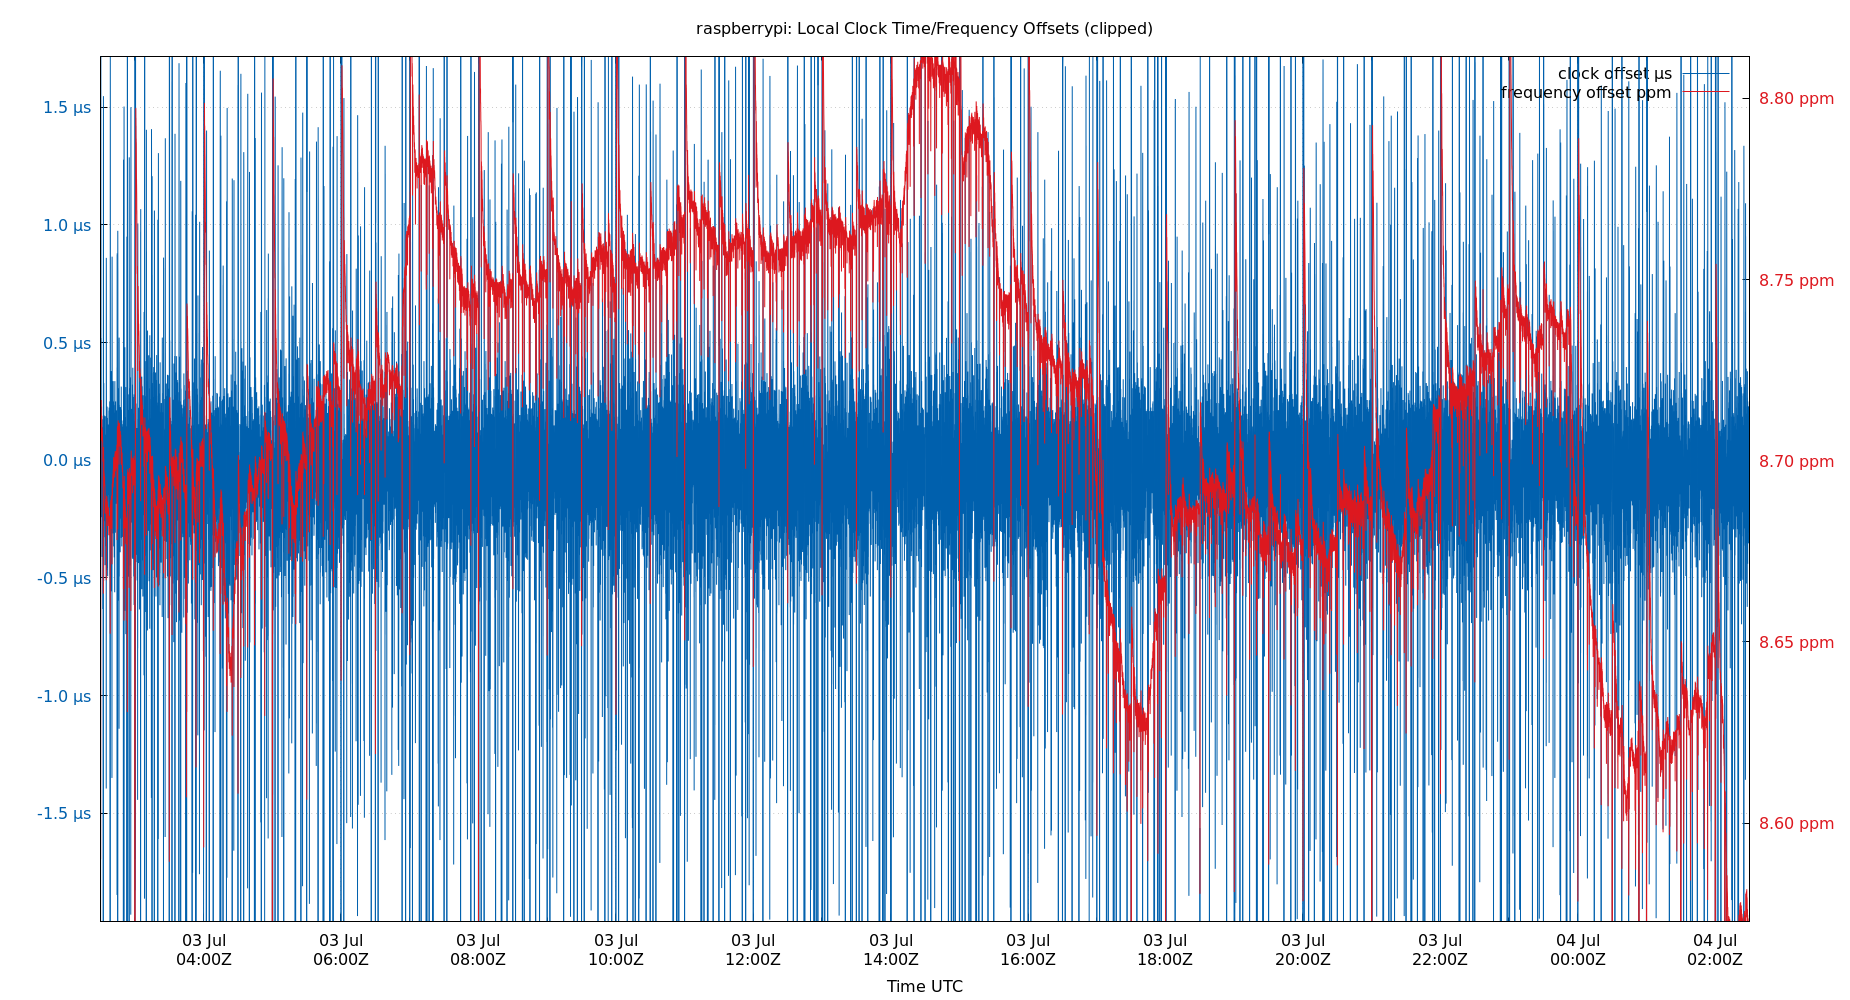 raspberrypi: Local Clock Time/Frequency Offsets (clipped)
clock offset µs
frequency offset ppm
1.5 µs
1.0 µs
0.5 µs
0.0 µs
-0.5 µs
-1.0 µs
-1.5 µs
8.80 ppm
8.75 ppm
8.70 ppm
8.65 ppm
8.60 ppm
03 Jul 03 Jul 03 Jul 03 Jul 03 Jul 03 Jul 03 Jul 03 Jul 03 Jul 03 Jul 04 Jul 04 Jul
04:00Z 06:00Z 08:00Z 10:00Z 12:00Z 14:00Z 16:00Z 18:00Z 20:00Z 22:00Z 00:00Z 02:00Z
Time UTC